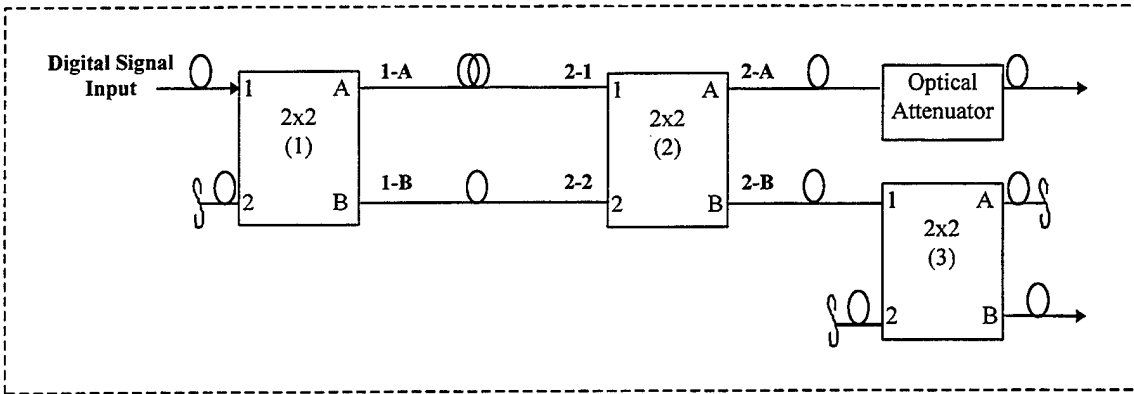 Digital Signal
Input
1-A
2-1
2-A
1-B
2-2
2-B
1
A
2x2
(1)
2
B
1
A
2x2
(2)
2
B
Optical
Attenuator
1
A
2x2
(3)
2
B